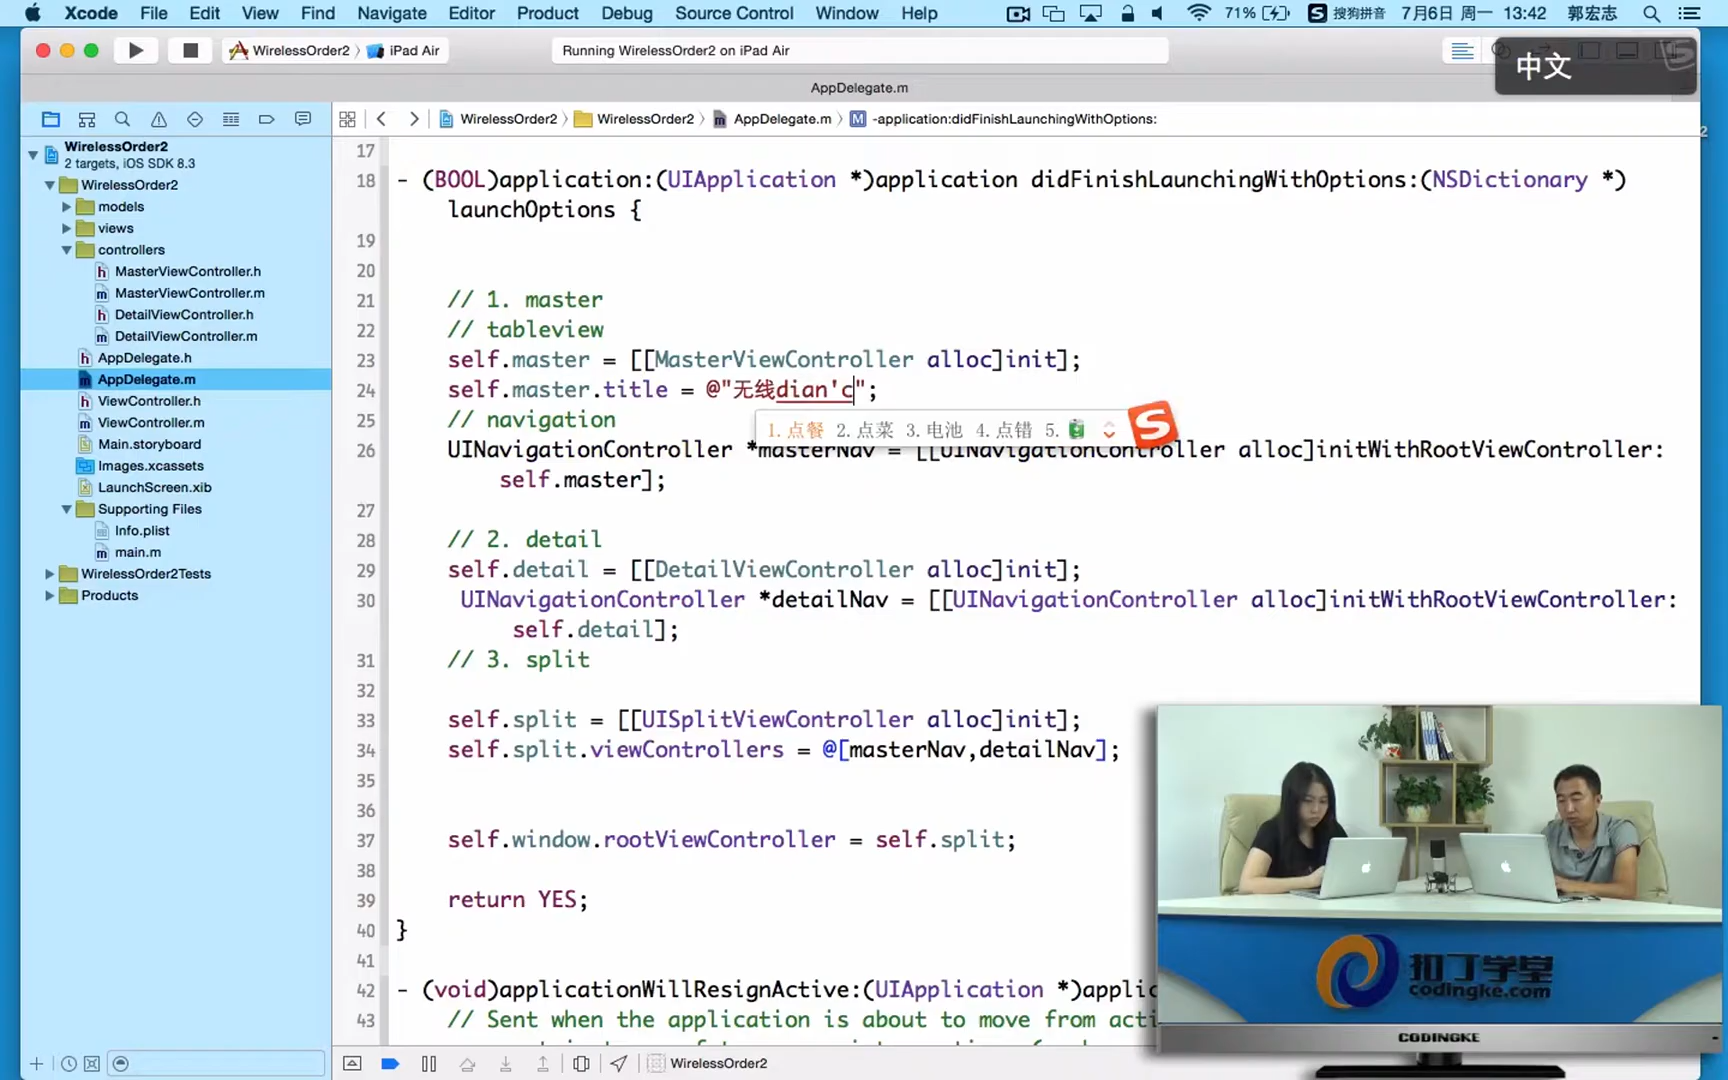 Xcode File Edit View Find Navigate Editor Product Debug Source Control Window Help 71% 搜狗拼音 7月6日 周一 13:42 郭宏志
WirelessOrder2 iPad Air Running WirelessOrder2 on iPad Air
中文
AppDelegate.m
WirelessOrder2 WirelessOrder2 AppDelegate.m M -application:didFinishLaunchingWithOptions:
WirelessOrder2
2 targets, iOS SDK 8.3
WirelessOrder2
models
views
controllers
h MasterViewController.h
m MasterViewController.m
h DetailViewController.h
m DetailViewController.m
h AppDelegate.h
m AppDelegate.m
h ViewController.h
m ViewController.m
Main.storyboard
Images.xcassets
LaunchScreen.xib
Supporting Files
Info.plist
m main.m
WirelessOrder2Tests
Products
17
18 - (BOOL)application:(UIApplication *)application didFinishLaunchingWithOptions:(NSDictionary *)
launchOptions {
19
20
21 // 1. master
22 // tableview
23 self.master = [[MasterViewController alloc]init];
24 self.master.title = @"无线dian'c";
25 // navigation
1.点餐 2.点菜 3.电池 4.点错 5.
26 UINavigationController *masterNav = [[UINavigationController alloc]initWithRootViewController:
self.master];
27
28 // 2. detail
29 self.detail = [[DetailViewController alloc]init];
30 UINavigationController *detailNav = [[UINavigationController alloc]initWithRootViewController:
self.detail];
31 // 3. split
32
33 self.split = [[UISplitViewController alloc]init];
34 self.split.viewControllers = @[masterNav,detailNav];
35
36
37 self.window.rootViewController = self.split;
38
39 return YES;
40 }
41
42 - (void)applicationWillResignActive:(UIApplication *)applic
43 // Sent when the application is about to move from acti
WirelessOrder2
扣丁学堂
codingke.com
CODINGKE